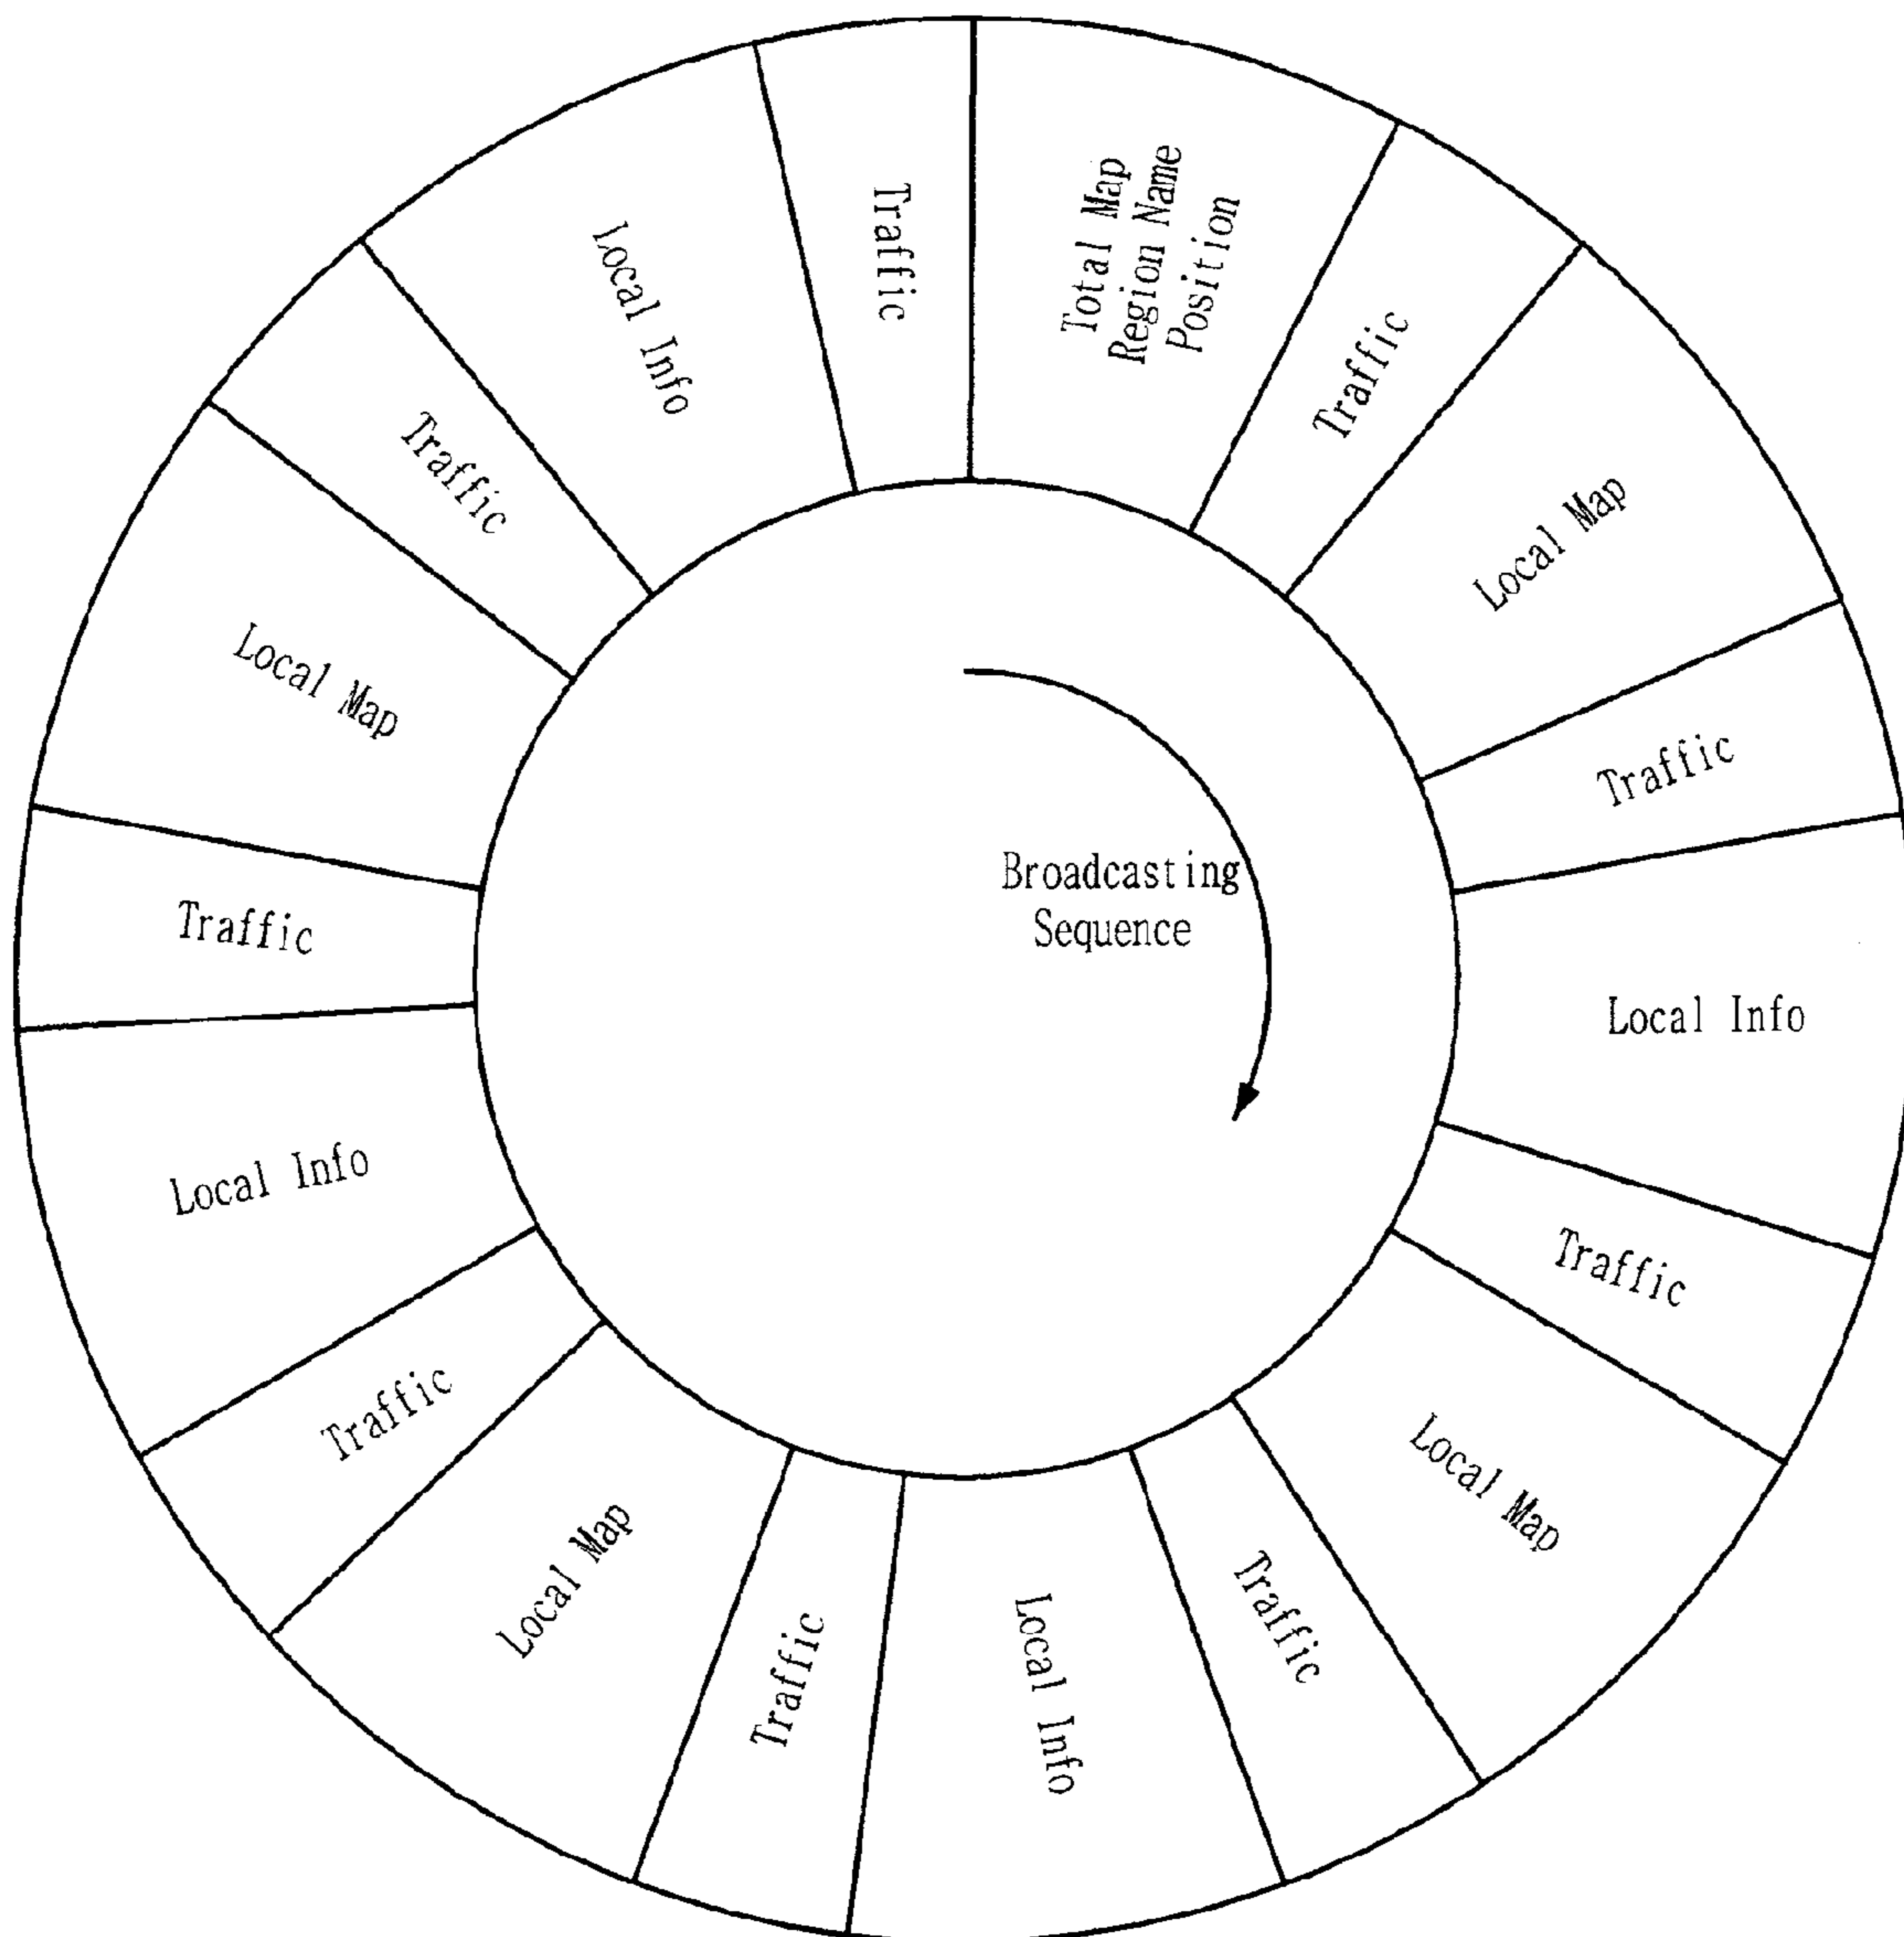 Total Map
Region Name
Position
Traffic
Local Map
Traffic
Local Info
Traffic
Local Map
Traffic
Local Info
Traffic
Local Map
Traffic
Local Info
Traffic
Local Map
Traffic
Local Info
Traffic
Broadcasting
Sequence